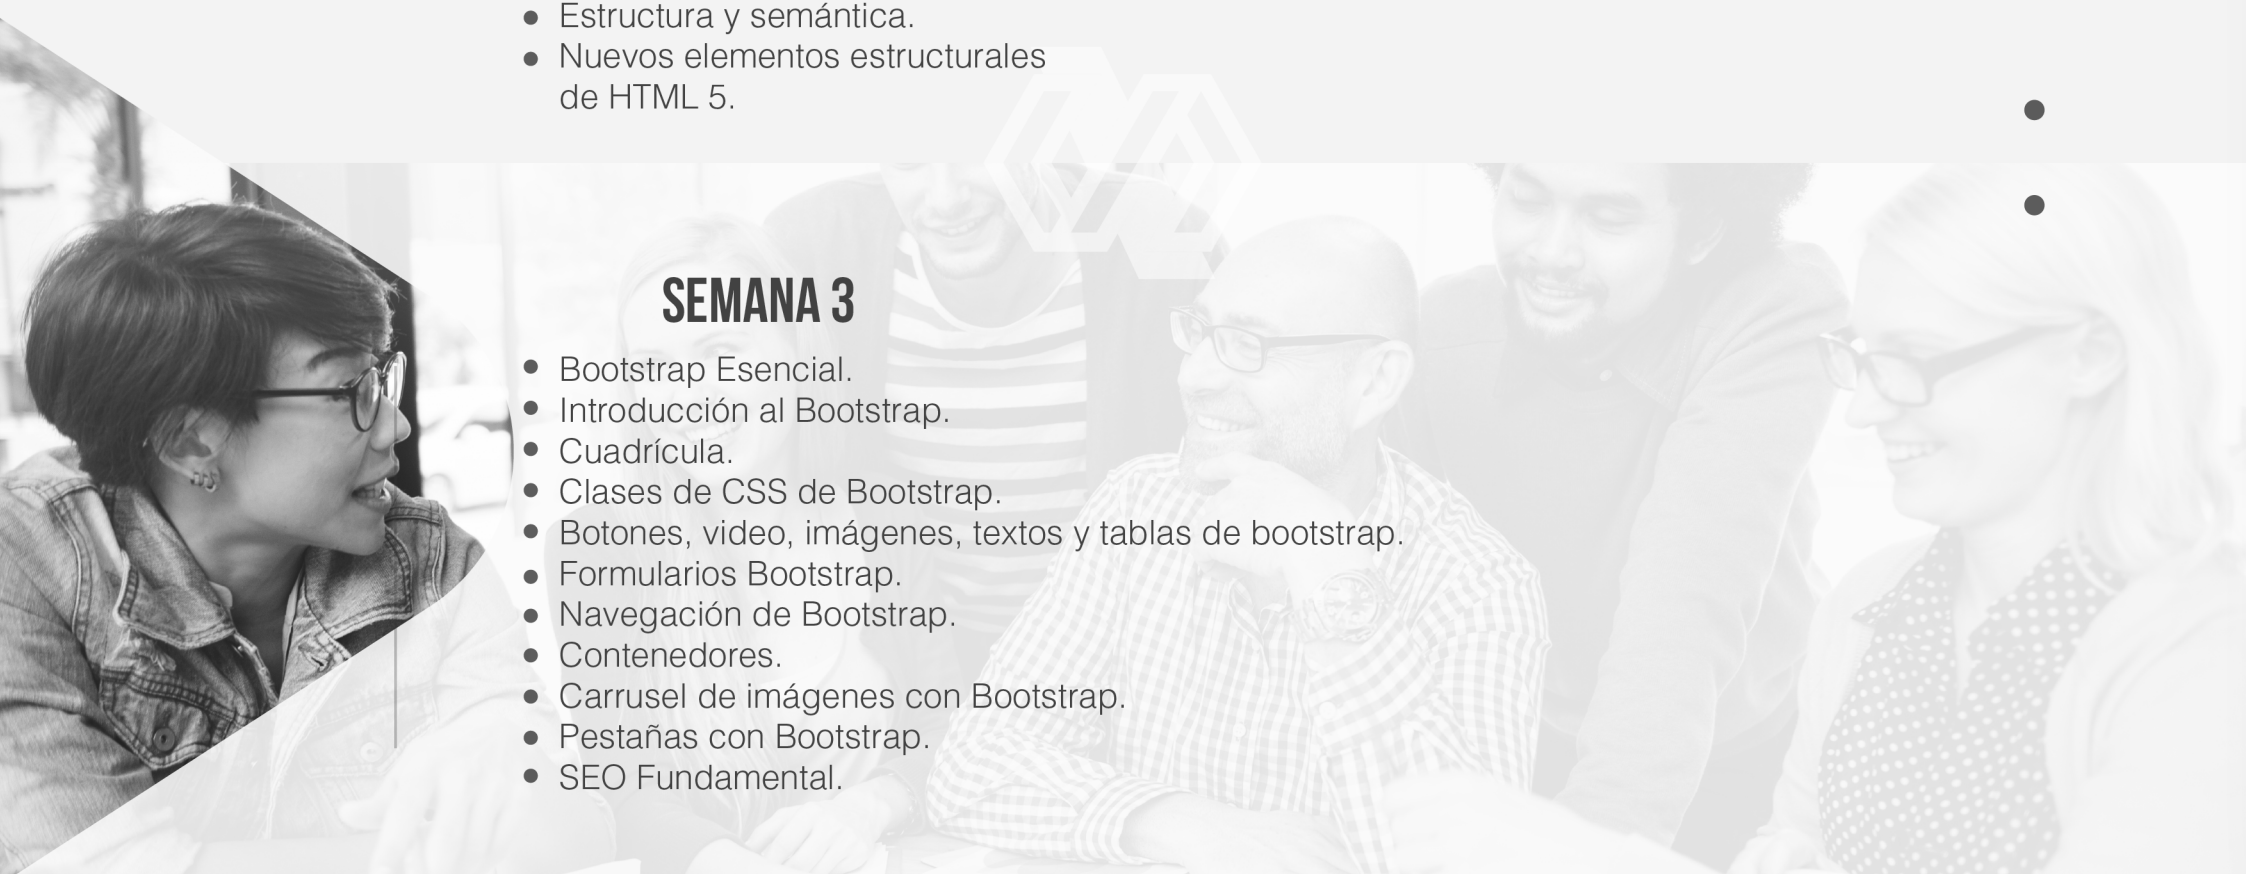 Estructura y semántica.
Nuevos elementos estructurales
de HTML 5.
SEMANA 3
Bootstrap Esencial.
Introducción al Bootstrap.
Cuadrícula.
Clases de CSS de Bootstrap.
Botones, video, imágenes, textos y tablas de bootstrap.
Formularios Bootstrap.
Navegación de Bootstrap.
Contenedores.
Carrusel de imágenes con Bootstrap.
Pestañas con Bootstrap.
SEO Fundamental.